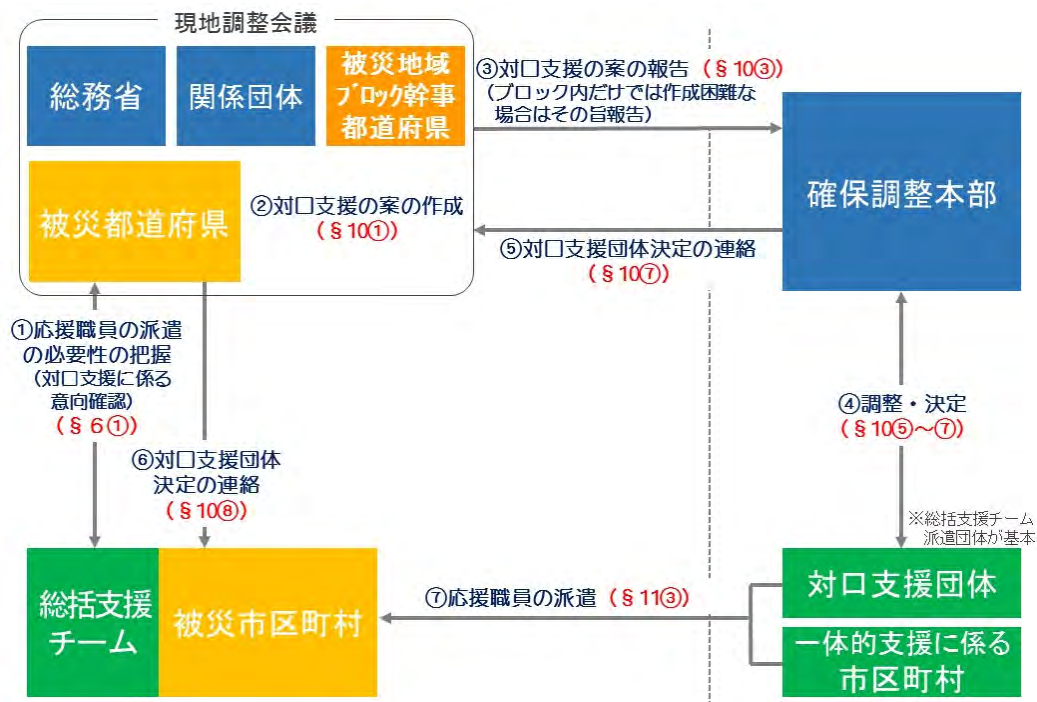 現地調整会議
総務省
関係団体
被災地域
ブロック幹事
都道府県
被災都道府県
②対口支援の案の作成
(§10①)
③対口支援の案の報告(§10③)
(ブロック内だけでは作成困難な
場合はその旨報告)
確保調整本部
⑤対口支援団体決定の連絡
(§10⑦)
①応援職員の派遣
の必要性の把握
(対口支援に係る
意向確認)
(§6①)
⑥対口支援団体
決定の連絡
(§10⑧)
④調整・決定
(§10⑤~⑦)
※総括支援チーム
派遣団体が基本
総括支援
チーム
被災市区町村
⑦応援職員の派遣(§11③)
対口支援団体
一体的支援に係る
市区町村